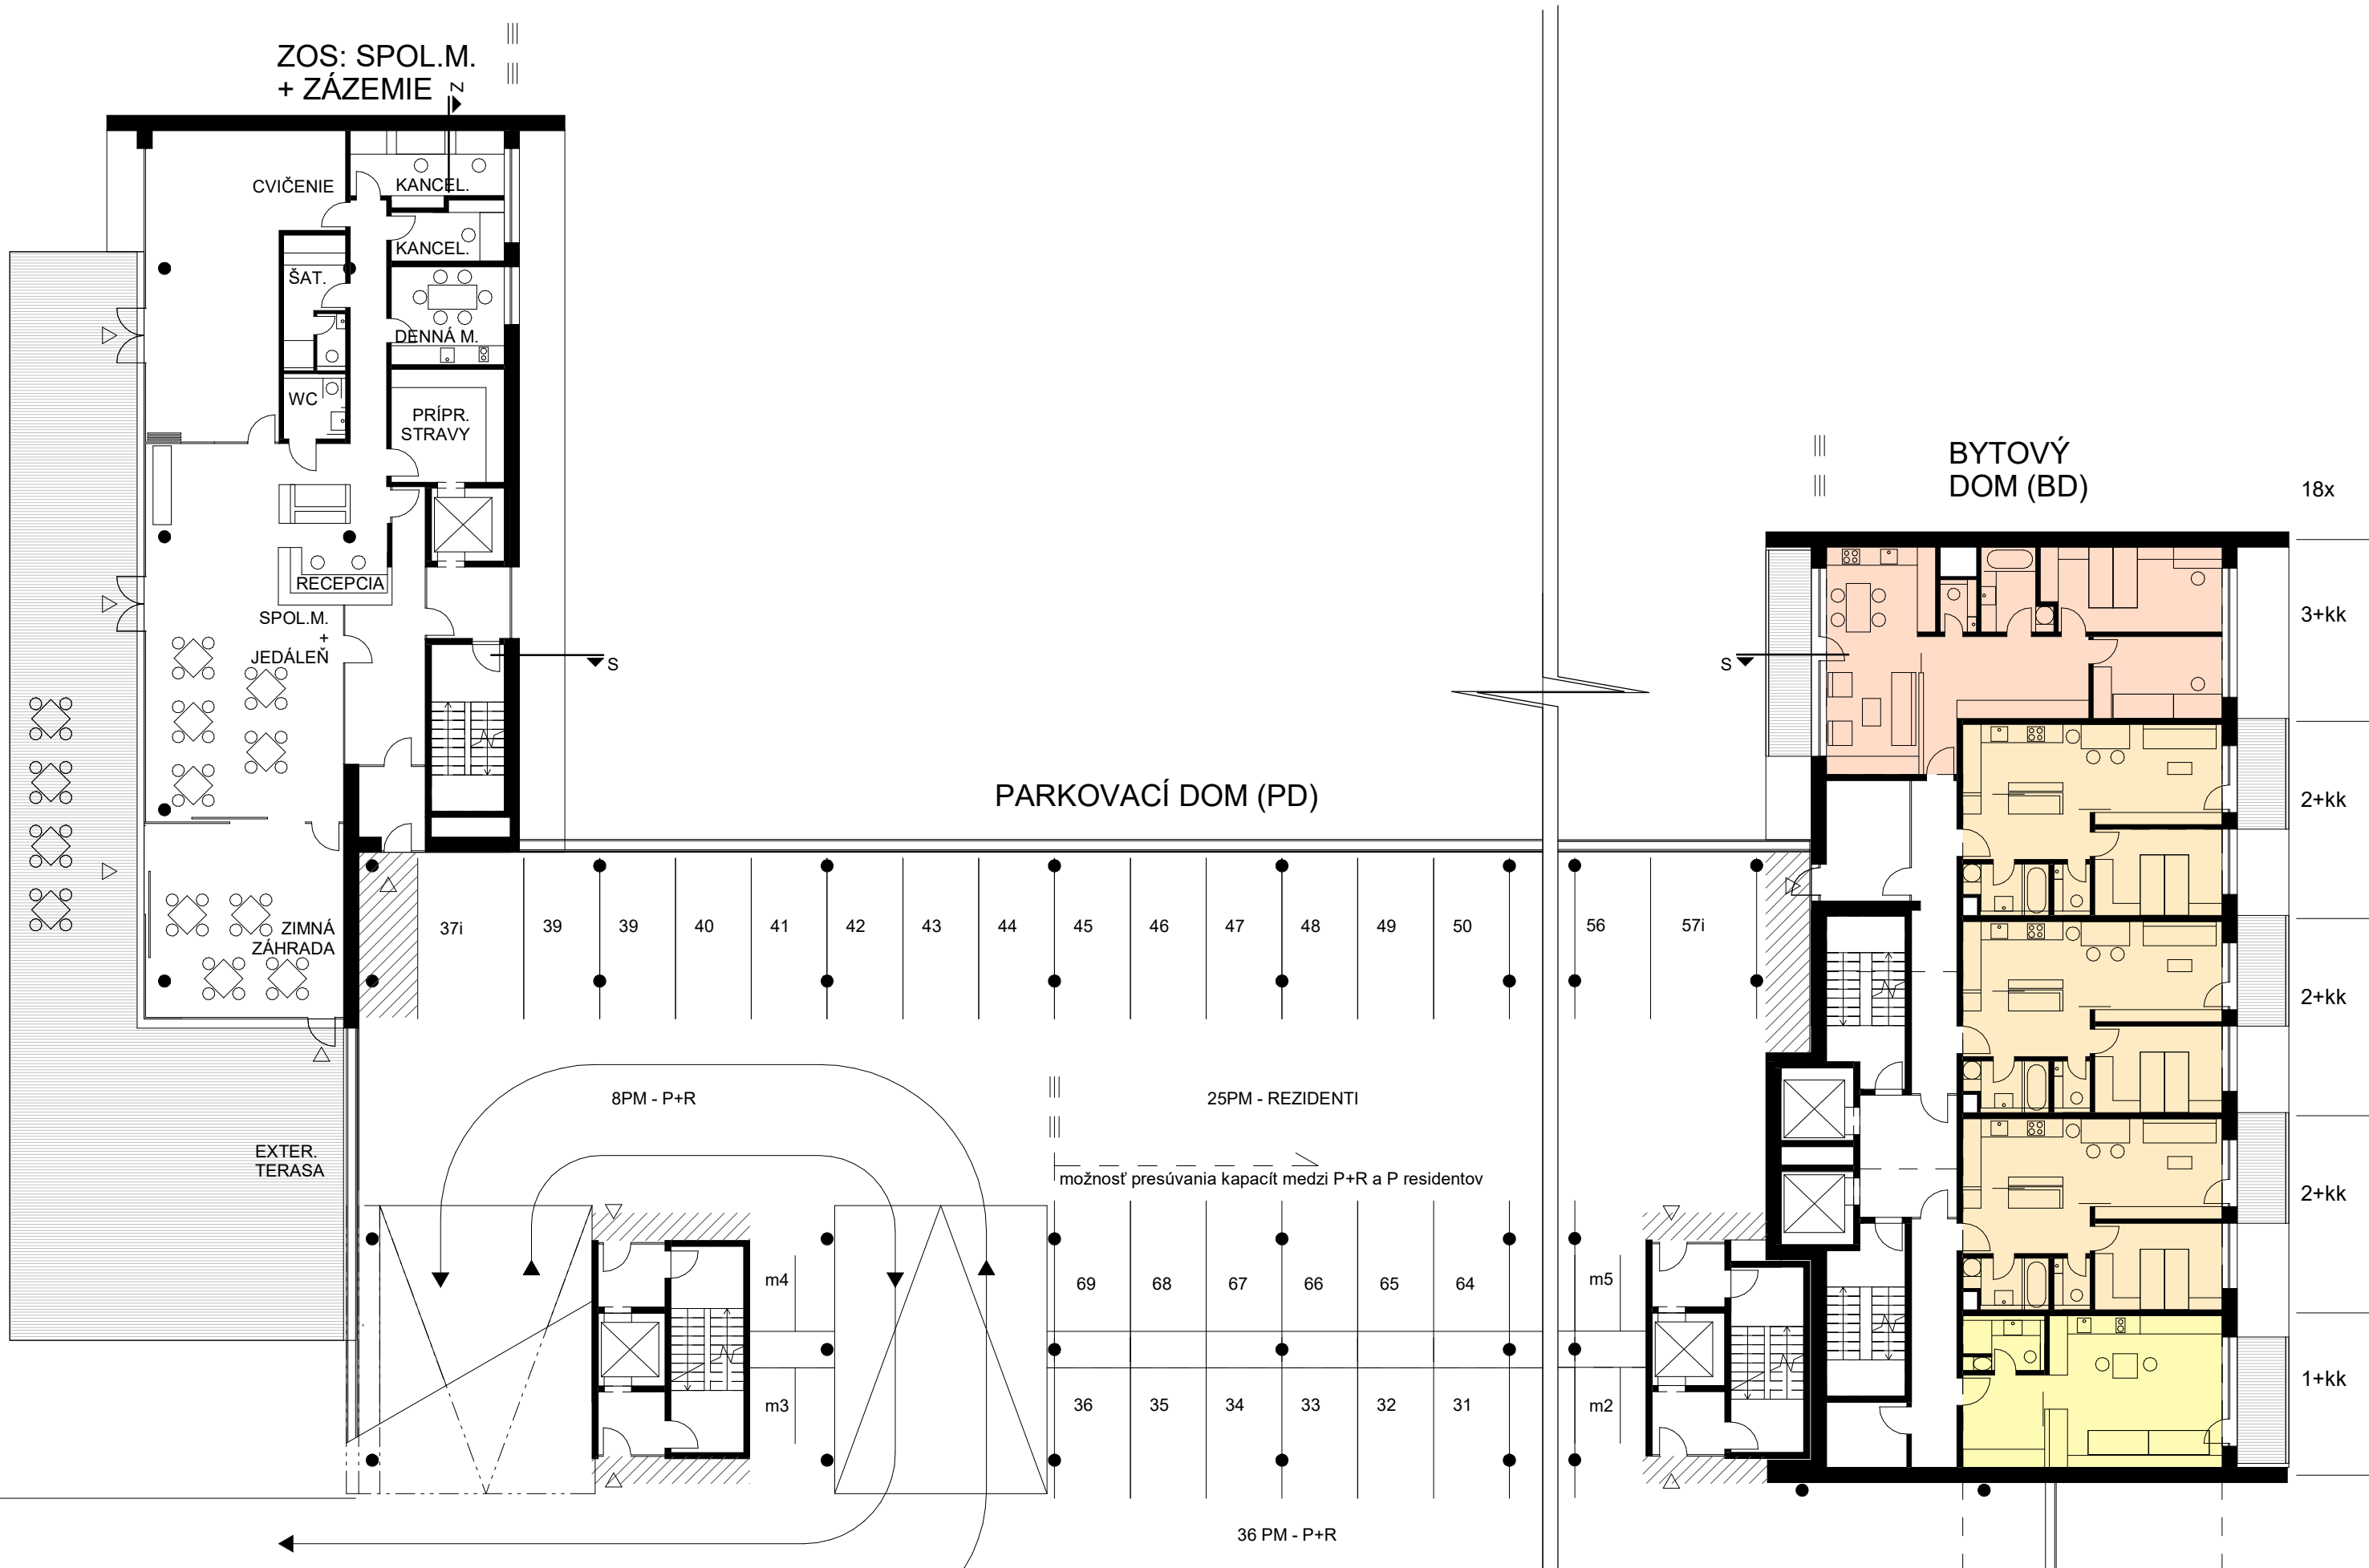 ZOS: SPOL.M.
+ ZÁZEMIE
Z
CVIČENIE
KANCEL.
KANCEL.
ŠAT.
DENNÁ M.
WC
PRÍPR.
STRAVY
RECEPCIA
SPOL.M.
+
JEDÁLEŇ
S
ZIMNÁ
ZÁHRADA
EXTER.
TERASA
PARKOVACÍ DOM (PD)
37i
39
39
40
41
42
43
44
45
46
47
48
49
50
56
57i
8PM - P+R
25PM - REZIDENTI
možnosť presúvania kapacít medzi P+R a P residentov
m4
69
68
67
66
65
64
m5
m3
36
35
34
33
32
31
m2
36 PM - P+R
BYTOVÝ
DOM (BD)
18x
S
3+kk
2+kk
2+kk
2+kk
1+kk